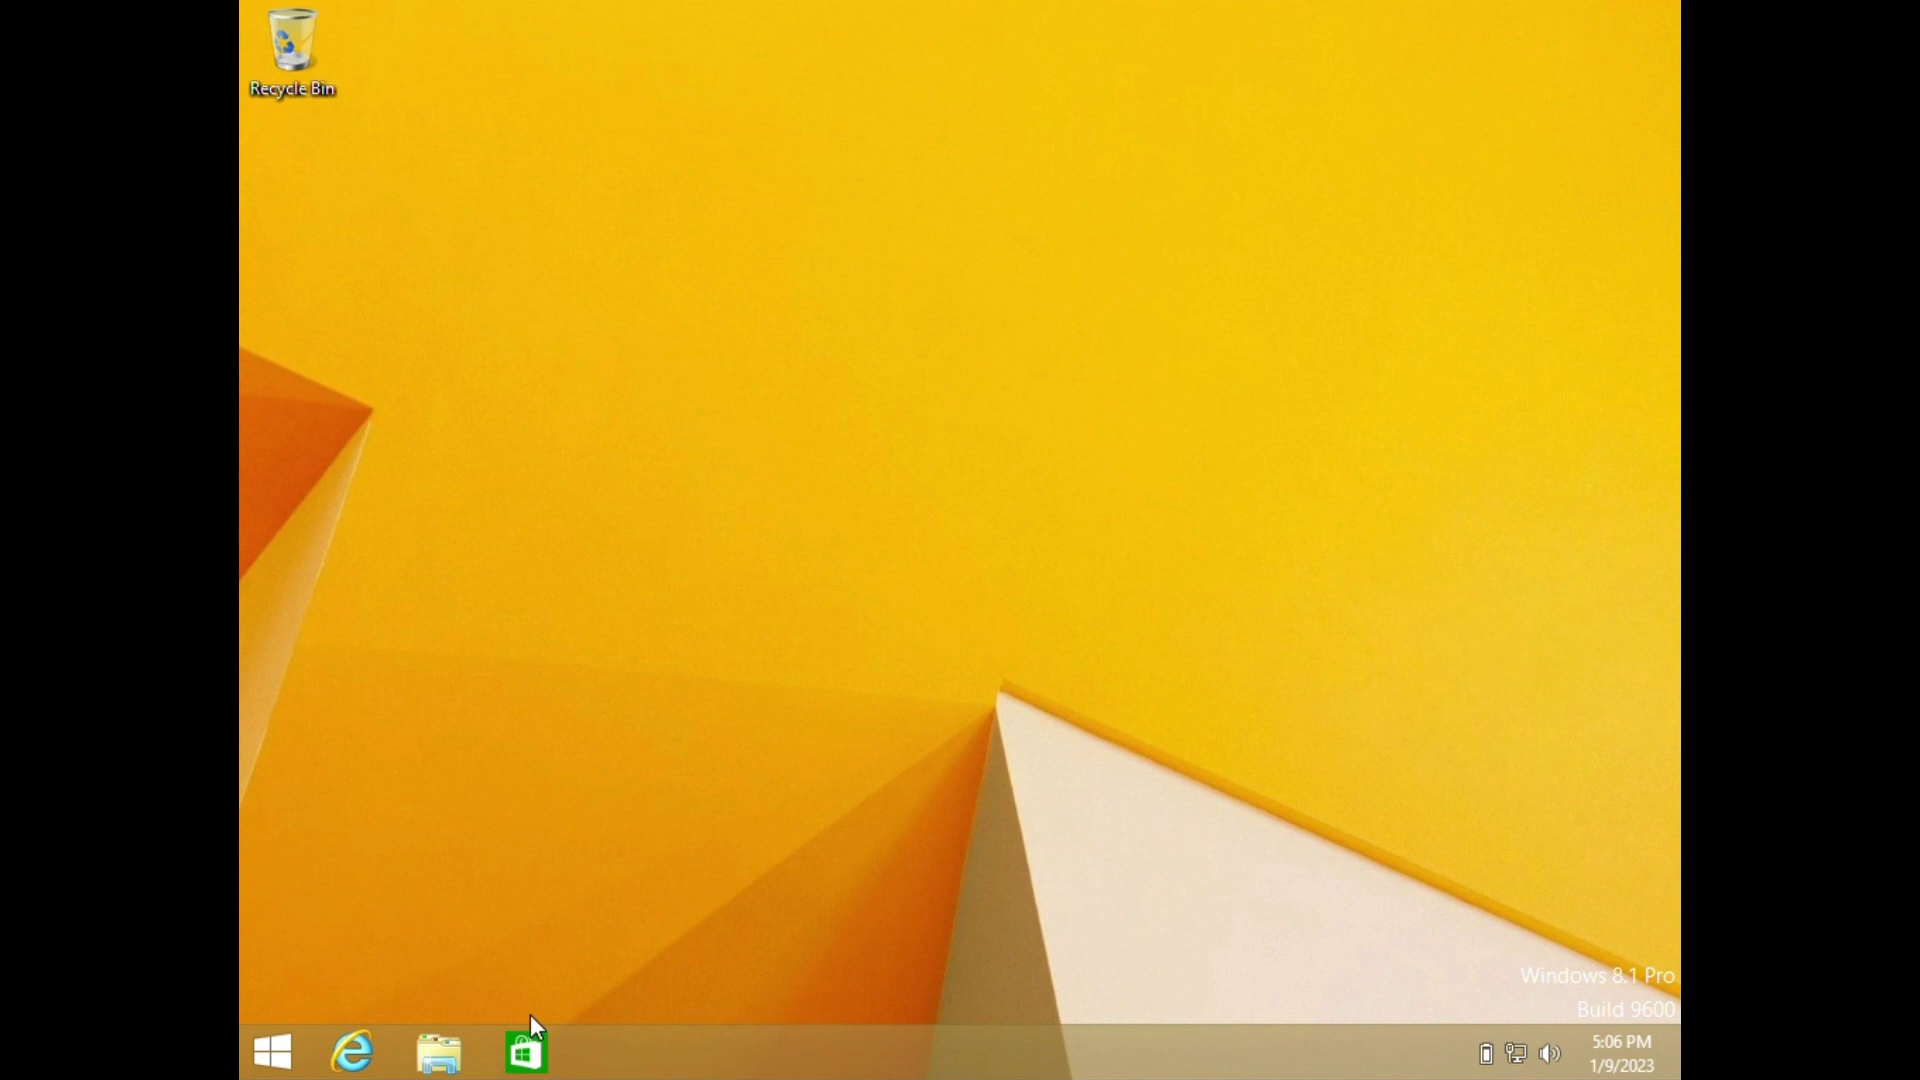 Recycle Bin
Windows 8.1 Pro
Build 9600
5:06 PM
1/9/2023